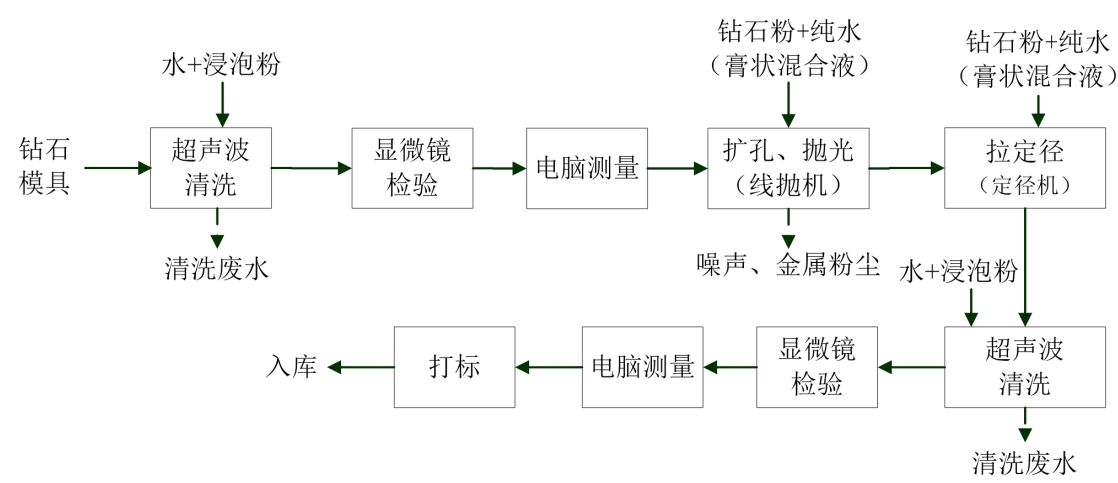 钻石粉+纯水
（膏状混合液）
钻石粉+纯水
（膏状混合液）
水+浸泡粉
钻石
模具
超声波
清洗
显微镜
检验
电脑测量
扩孔、抛光
（线抛机）
拉定径
（定径机）
清洗废水
噪声、金属粉尘
水+浸泡粉
入库
打标
电脑测量
显微镜
检验
超声波
清洗
清洗废水